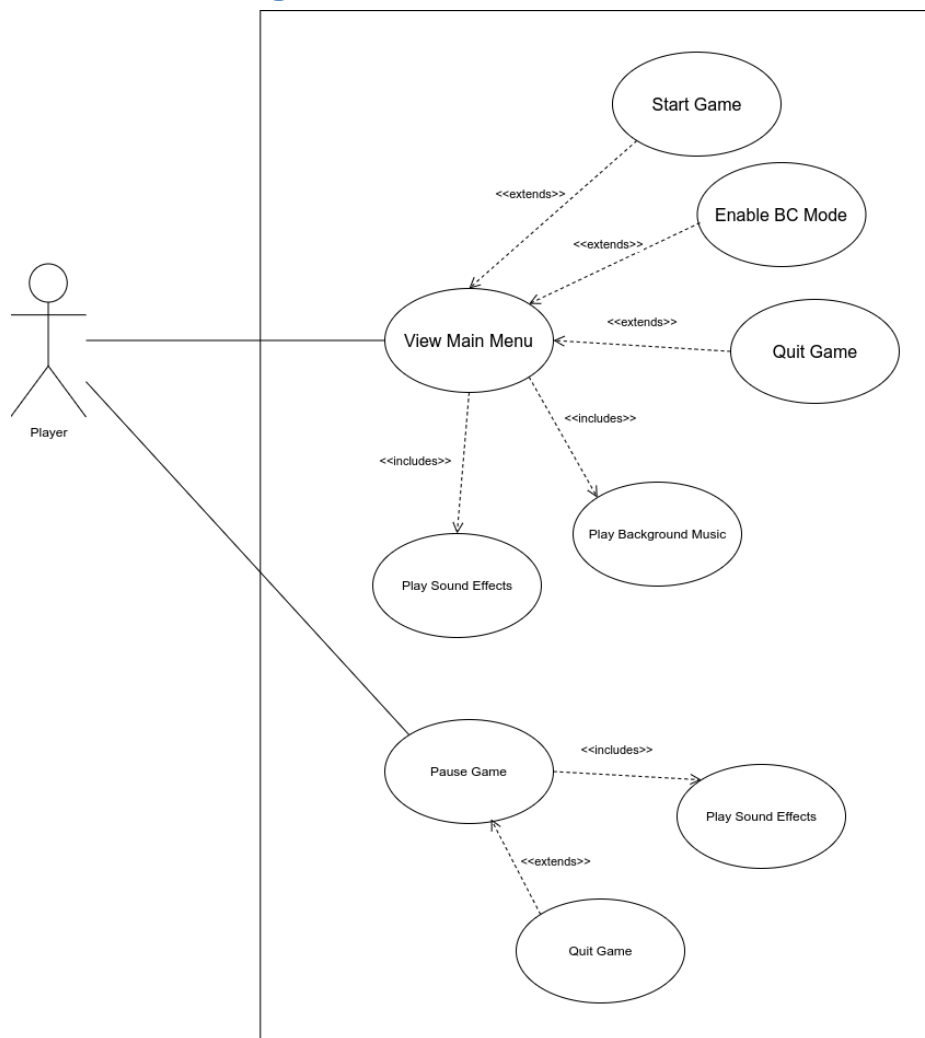 Start Game
<<extends>>
Enable BC Mode
<<extends>>
<<extends>>
View Main Menu
Quit Game
<<includes>>
Player
<<includes>>
Play Background Music
Play Sound Effects
<<includes>>
Pause Game
Play Sound Effects
<<extends>>
Quit Game